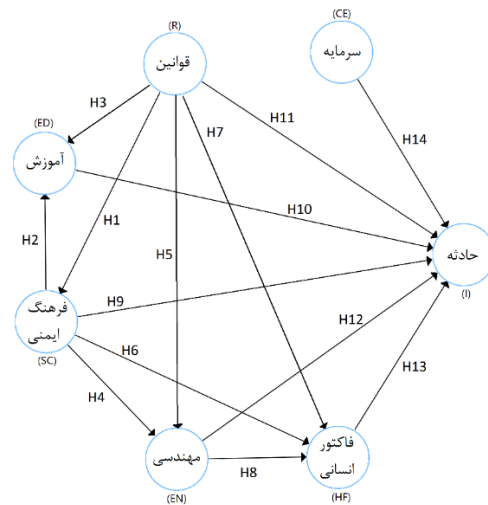 (CE)
سرمایه
(R)
قوانین
H3
H11
H7
(ED)
آموزش
H14
H10
H1
H2
H5
حادثه
(I)
H9
فرهنگ
ایمنی
(SC)
H12
H6
H13
H4
مهندسی
(EN)
H8
فاکتور
انسانی
(HF)